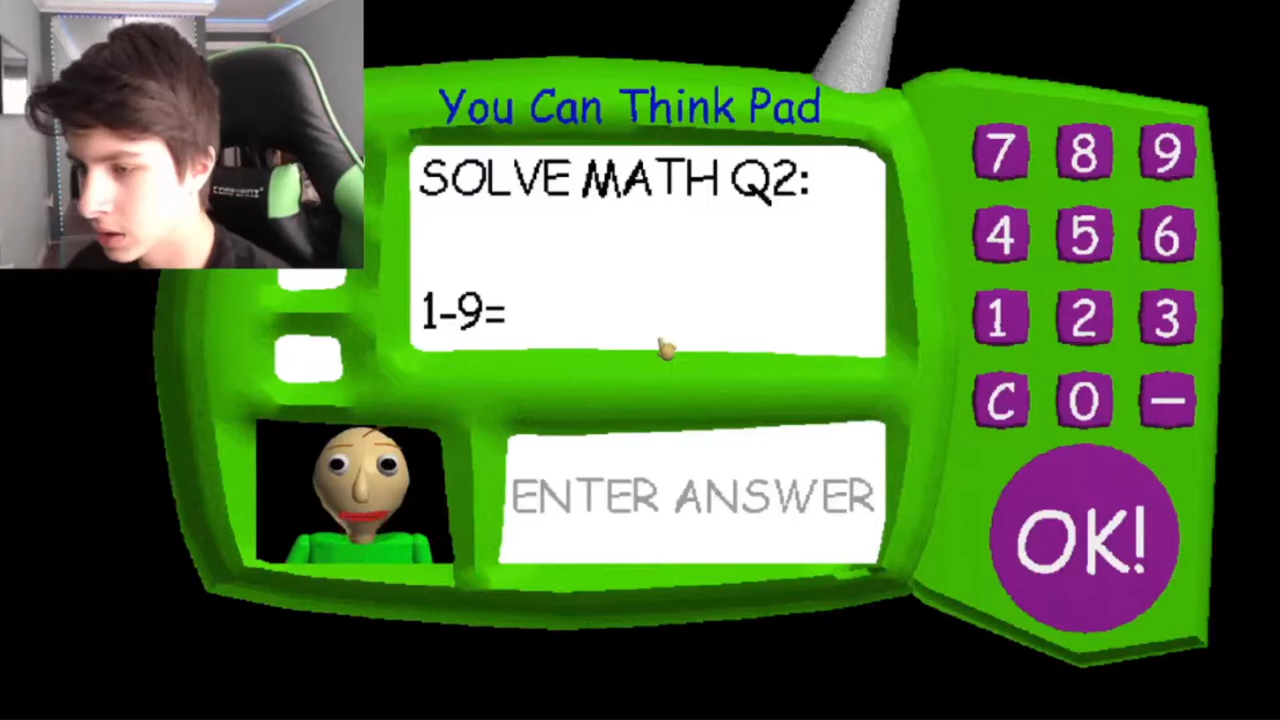 You Can Think Pad
SOLVE MATH Q2:
1-9=
ENTER ANSWER
7 8 9
4 5 6
1 2 3
C 0 −
OK!